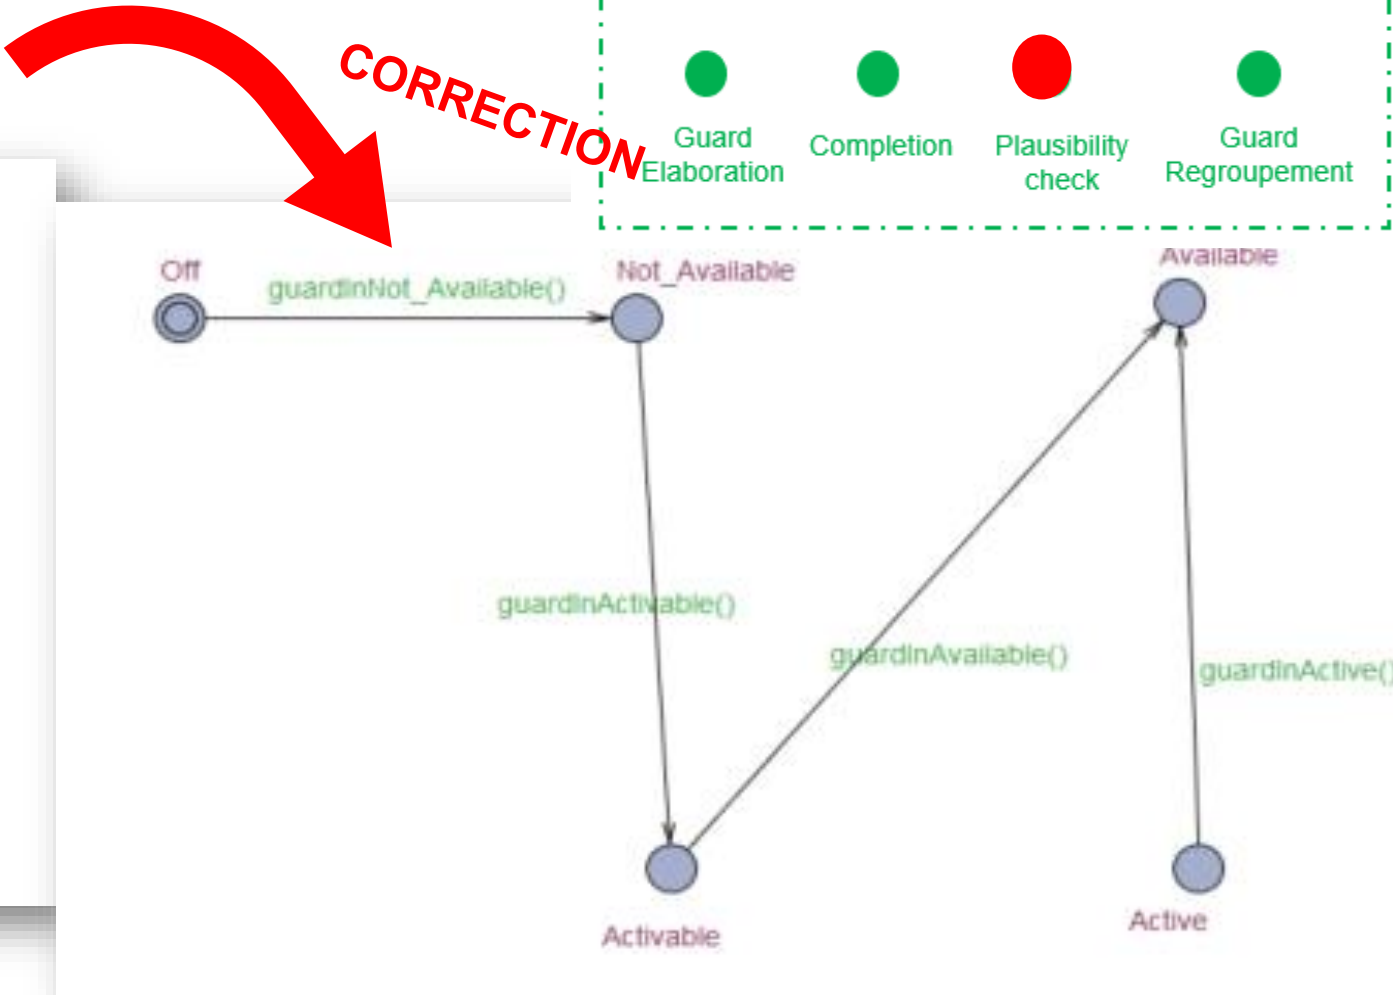 CORRECTION
Guard
Elaboration
Completion
Plausibility
check
Guard
Regroupement
Off
guardInNot_Available()
Not_Available
Available
guardInActivable()
guardInAvailable()
guardInActive()
Activable
Active